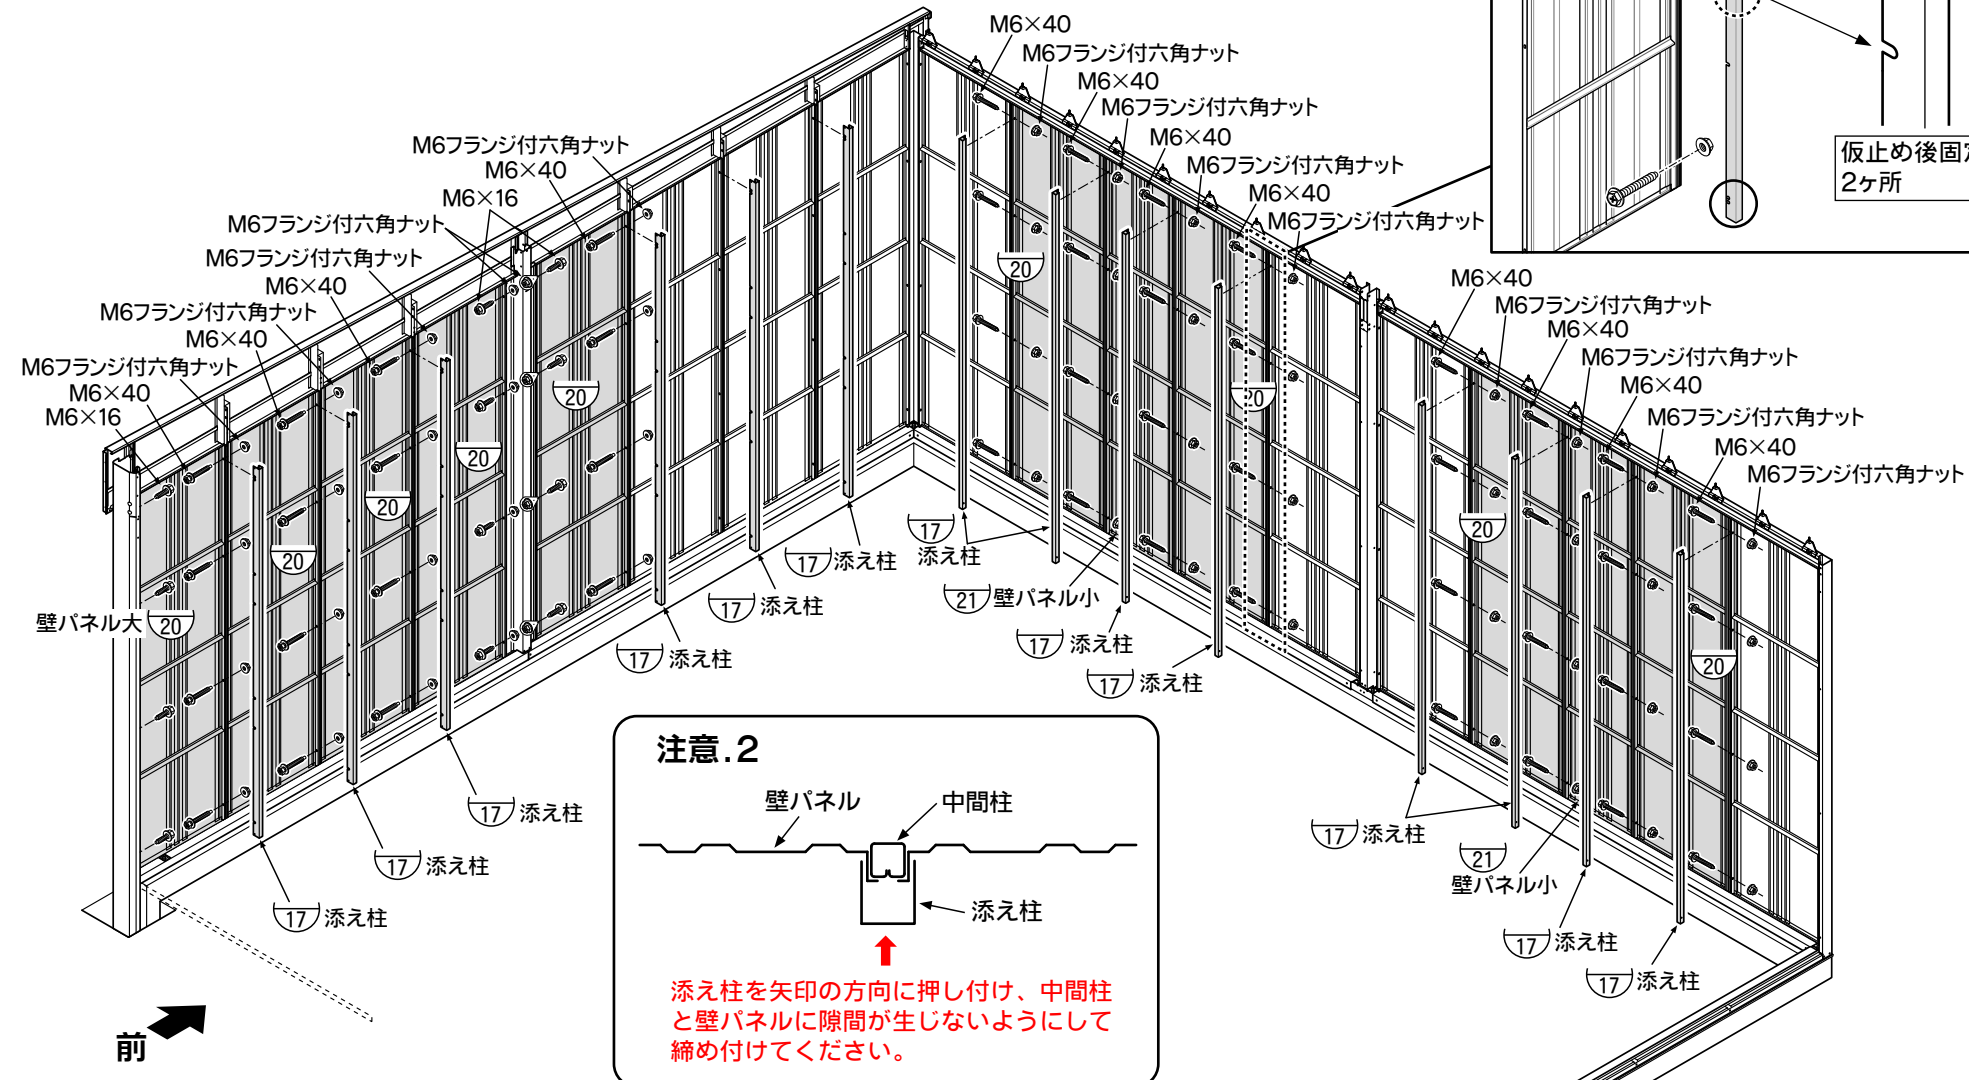 M6×40
M6フランジ付六角ナット
M6×40
M6フランジ付六角ナット
M6×40
M6フランジ付六角ナット
M6×40
M6フランジ付六角ナット
仮止め後固定
2ヶ所
M6フランジ付六角ナット
M6×40
M6×16
M6フランジ付六角ナット
M6フランジ付六角ナット
M6×40
M6フランジ付六角ナット
M6×40
M6フランジ付六角ナット
M6×40
M6×16
M6×40
M6フランジ付六角ナット
M6×40
M6フランジ付六角ナット
M6×40
M6フランジ付六角ナット
M6×40
M6フランジ付六角ナット
20
20
20
20
20
20
20
20
壁パネル大 20
20
17 添え柱
17 添え柱
17 添え柱
17 添え柱
17 添え柱
17 添え柱
17
添え柱
21 壁パネル小
17 添え柱
17 添え柱
17 添え柱
21
壁パネル小
17 添え柱
17 添え柱
注意.2
壁パネル
中間柱
添え柱
添え柱を矢印の方向に押し付け、中間柱
と壁パネルに隙間が生じないようにして
締め付けてください。
前